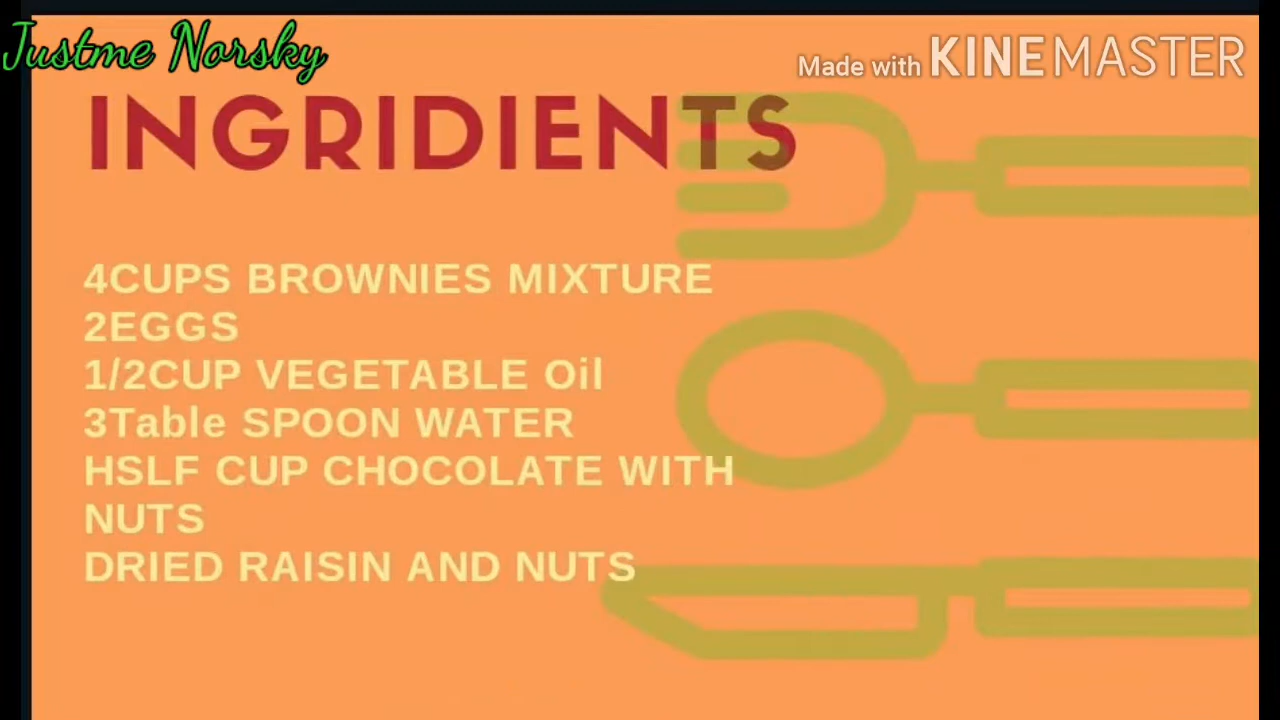 Justme Norsky
Made with KINEMASTER
INGRIDIENTS
4CUPS BROWNIES MIXTURE
2EGGS
1/2CUP VEGETABLE Oil
3Table SPOON WATER
HSLF CUP CHOCOLATE WITH
NUTS
DRIED RAISIN AND NUTS